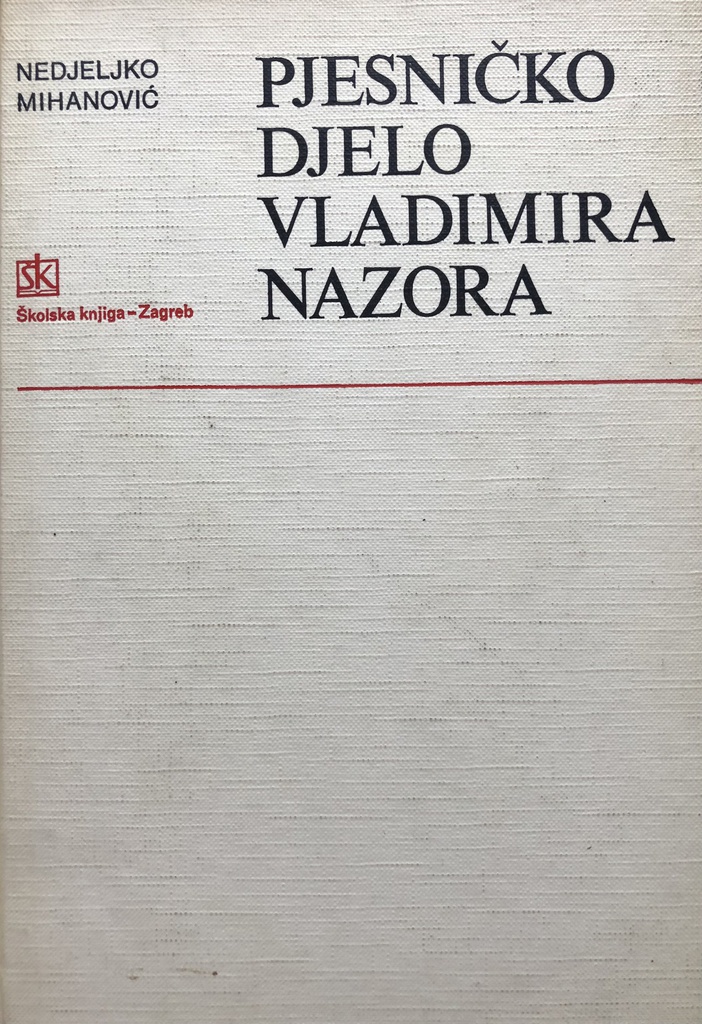 NEDJELJKO
MIHANOVIĆ
PJESNIČKO
DJELO
VLADIMIRA
NAZORA
šk
Školska knjiga-Zagreb